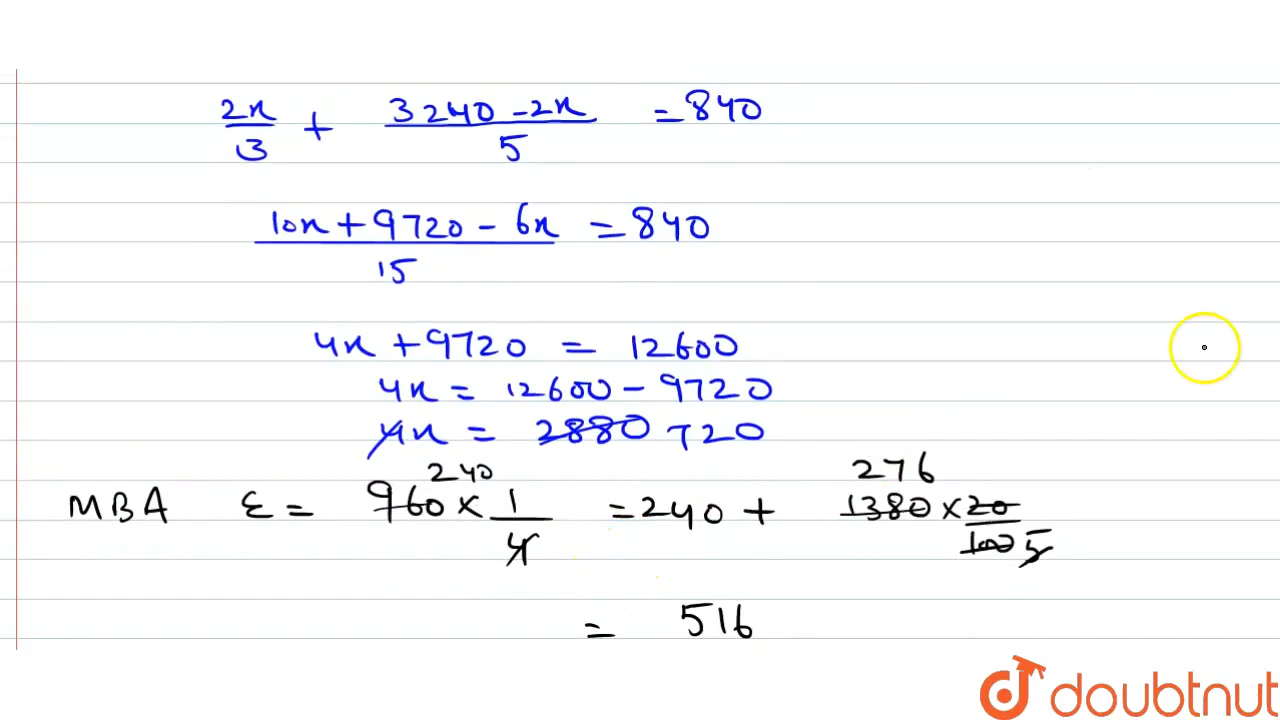 2x/3 + 3240 - 2x/5 = 840
10x + 9720 - 6x/15 = 840
4x + 9720 = 12600
4x = 12600 - 9720
4x = 2880 720
240 276
MBA E = 960 × 1/4 = 240 + 1380 × 20/100 5
= 516
doubtnut